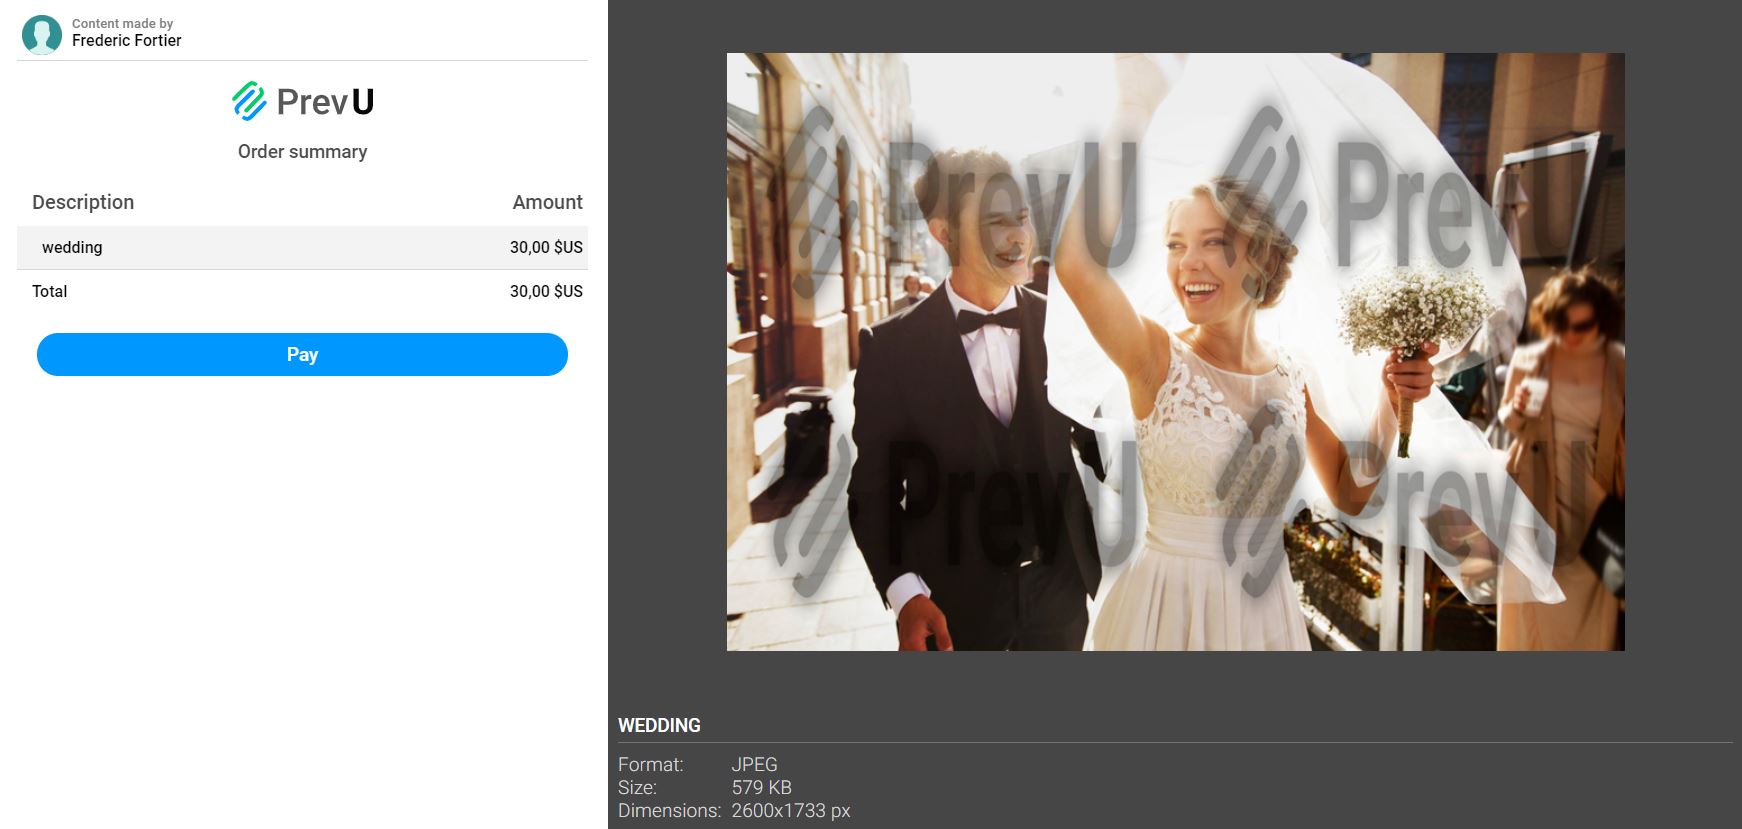 Content made by
Frederic Fortier
PrevU
Order summary
Description Amount
wedding 30,00 $US
Total 30,00 $US
Pay
PrevU PrevU
PrevU PrevU
WEDDING
Format: JPEG
Size: 579 KB
Dimensions: 2600x1733 px